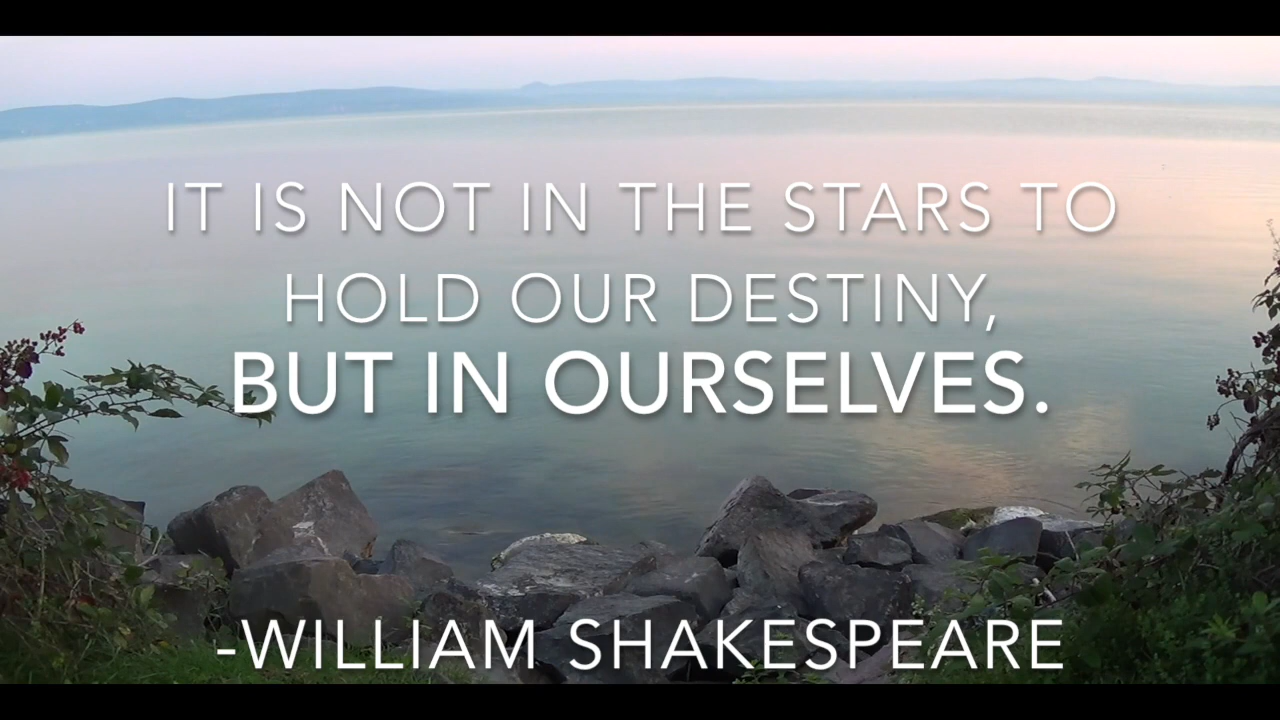 IT IS NOT IN THE STARS TO
HOLD OUR DESTINY,
BUT IN OURSELVES.
-WILLIAM SHAKESPEARE